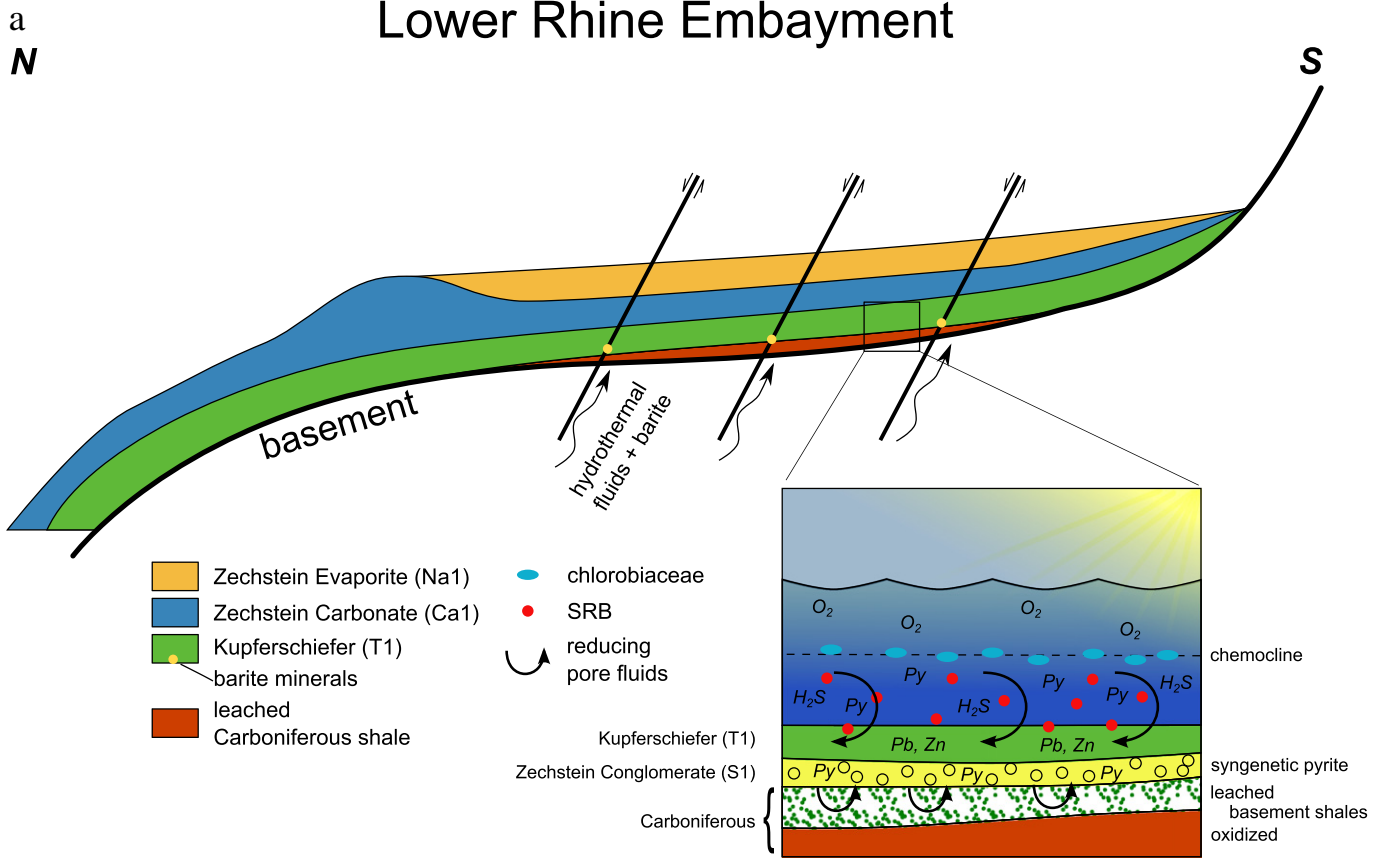 a
Lower Rhine Embayment
N
S
basement
hydrothermal
fluids + barite
Zechstein Evaporite (Na1)
Zechstein Carbonate (Ca1)
Kupferschiefer (T1)
barite minerals
leached
Carboniferous shale
chlorobiaceae
SRB
reducing
pore fluids
O2
O2
O2
O2
chemocline
H2S
Py
Py
H2S
Py
Py
H2S
Kupferschiefer (T1)
Pb, Zn
Pb, Zn
Zechstein Conglomerate (S1)
Py
Py
Py
syngenetic pyrite
Carboniferous
leached
basement shales
oxidized